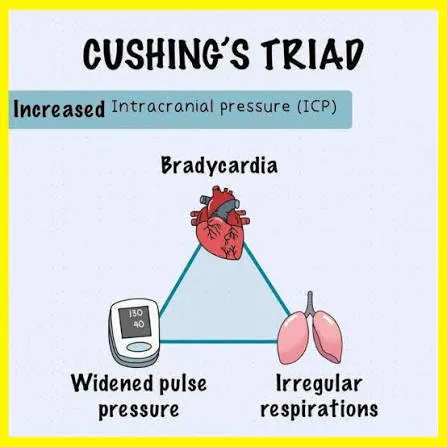 CUSHING'S TRIAD
Increased Intracranial pressure (ICP)
Bradycardia
130
40
Widened pulse
pressure
Irregular
respirations